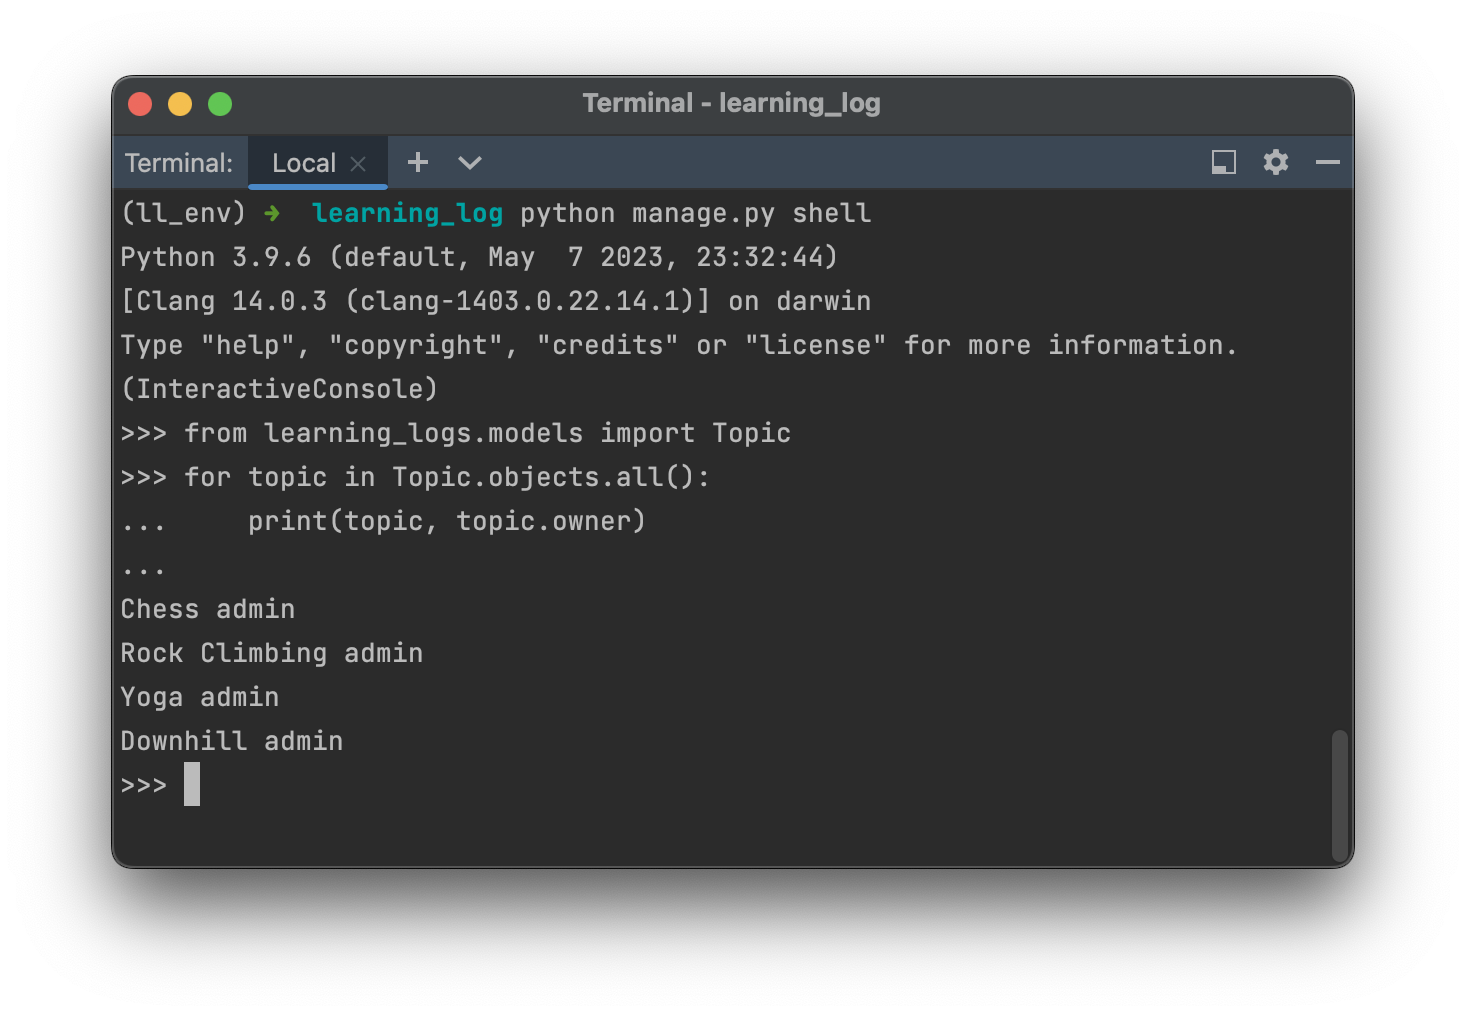 Terminal - learning_log
Terminal: Local
(ll_env) ➜  learning_log python manage.py shell
Python 3.9.6 (default, May  7 2023, 23:32:44)
[Clang 14.0.3 (clang-1403.0.22.14.1)] on darwin
Type "help", "copyright", "credits" or "license" for more information.
(InteractiveConsole)
>>> from learning_logs.models import Topic
>>> for topic in Topic.objects.all():
...     print(topic, topic.owner)
...
Chess admin
Rock Climbing admin
Yoga admin
Downhill admin
>>>